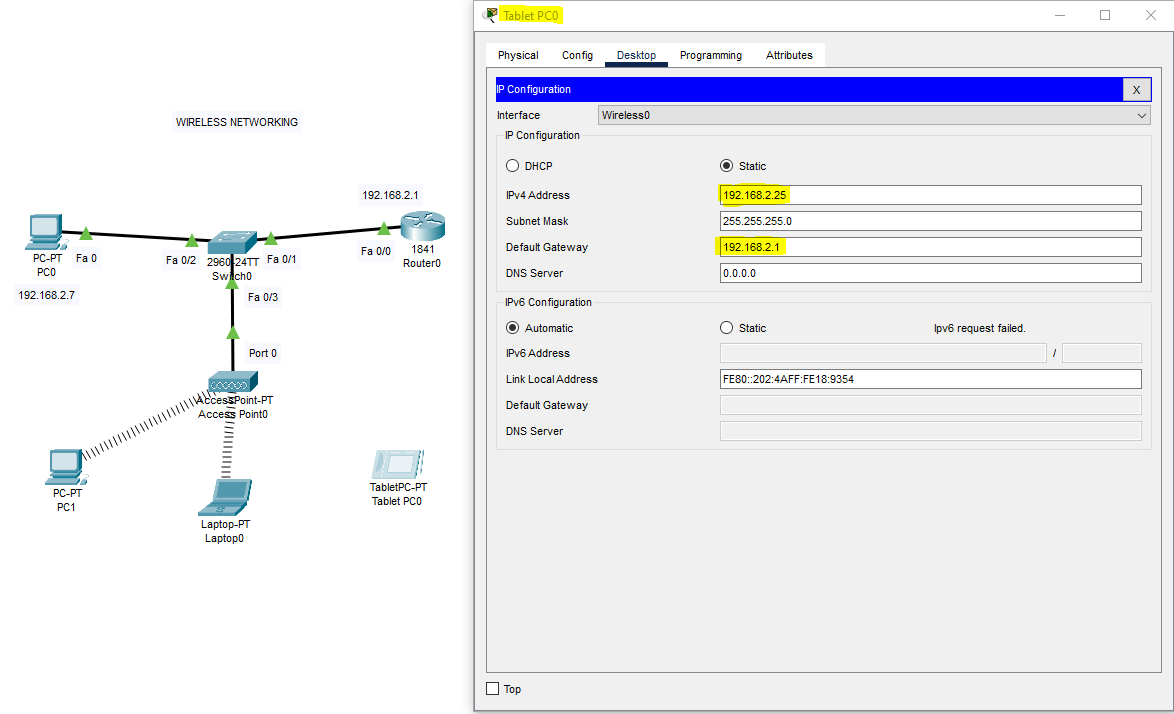 WIRELESS NETWORKING
192.168.2.1
PC-PT
PC0
Fa 0
Fa 0/2
2960-24TT
Switch0
Fa 0/1
Fa 0/0
1841
Router0
192.168.2.7
Fa 0/3
Port 0
AccessPoint-PT
Access Point0
PC-PT
PC1
Laptop-PT
Laptop0
TabletPC-PT
Tablet PC0
Tablet PC0
Physical Config Desktop Programming Attributes
IP Configuration X
Interface Wireless0
IP Configuration
DHCP Static
IPv4 Address 192.168.2.25
Subnet Mask 255.255.255.0
Default Gateway 192.168.2.1
DNS Server 0.0.0.0
IPv6 Configuration
Automatic Static Ipv6 request failed.
IPv6 Address /
Link Local Address FE80::202:4AFF:FE18:9354
Default Gateway
DNS Server
Top